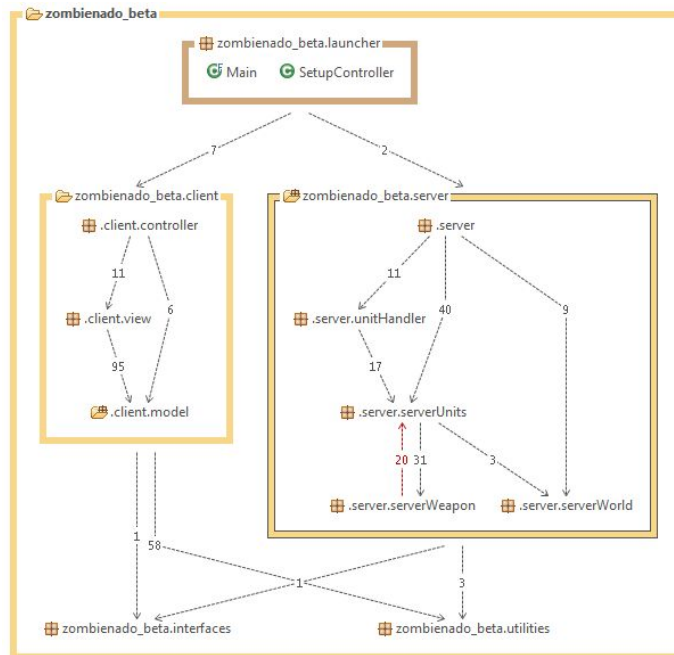 zombienado_beta
zombienado_beta.launcher
Main
SetupController
7
2
zombienado_beta.client
zombienado_beta.server
.client.controller
.server
11
11
6
40
9
.client.view
.server.unitHandler
95
17
.client.model
.server.serverUnits
20
31
3
.server.serverWeapon
.server.serverWorld
1
58
1
3
zombienado_beta.interfaces
zombienado_beta.utilities